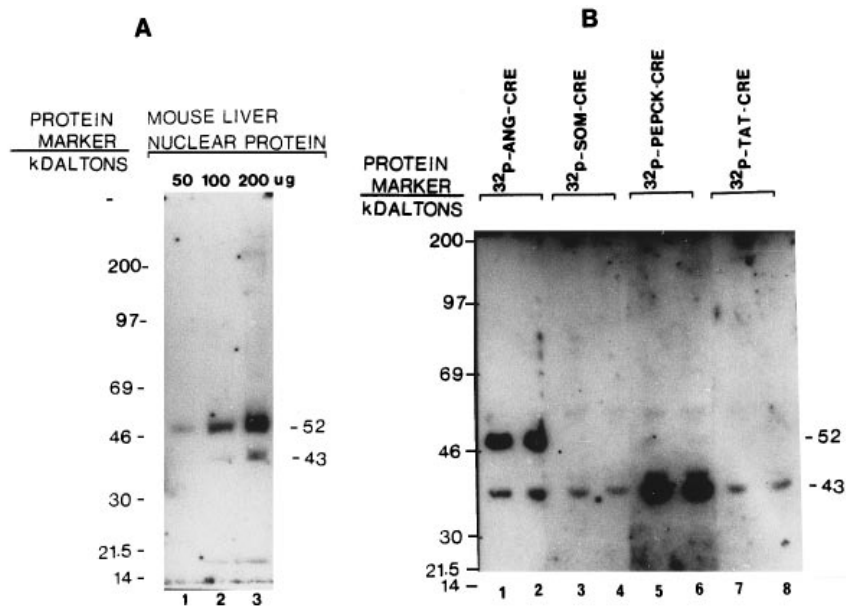 A
PROTEIN
MARKER
kDALTONS
MOUSE LIVER
NUCLEAR PROTEIN
50 100 200 ug
200-
97-
69-
46 -
30 -
21.5 -
14 -
- 52
- 43
1 2 3
B
PROTEIN
MARKER
kDALTONS
32p-ANG-CRE
32p-SOM-CRE
32p-PEPCK-CRE
32p-TAT-CRE
200-
97-
69-
46 -
30 -
21.5-
14 -
- 52
- 43
1 2 3 4 5 6 7 8